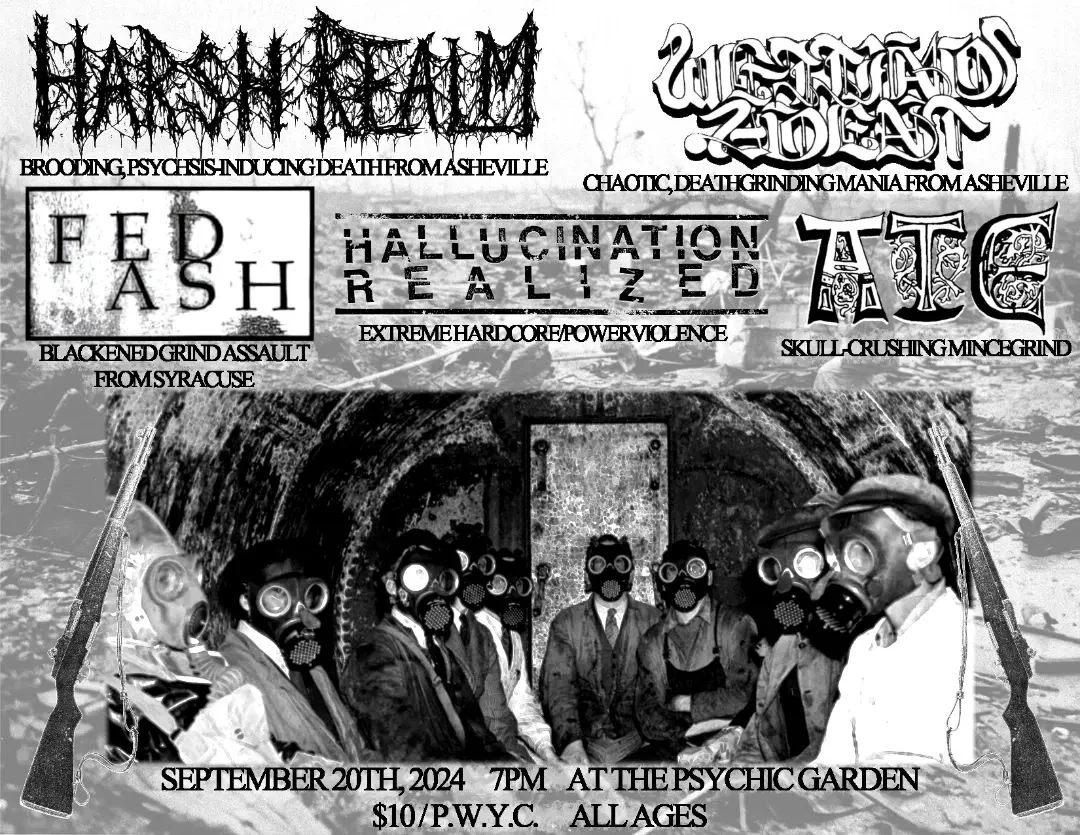 HARSH REALM
VIOLENT
BROODING, PSYCHSIS-INDUCING DEATH FROM ASHEVILLE
CHAOTIC, DEATHGRINDING MANIA FROM ASHEVILLE
FED
ASH
HALLUCINATION
REALIZED
ATE
BLACKENED GRIND ASSAULT
FROM SYRACUSE
EXTREME HARDCORE/POWERVIOLENCE
SKULL-CRUSHING MINCEGRIND
SEPTEMBER 20TH, 2024 7PM AT THE PSYCHIC GARDEN
$10 / P.W.Y.C. ALL AGES